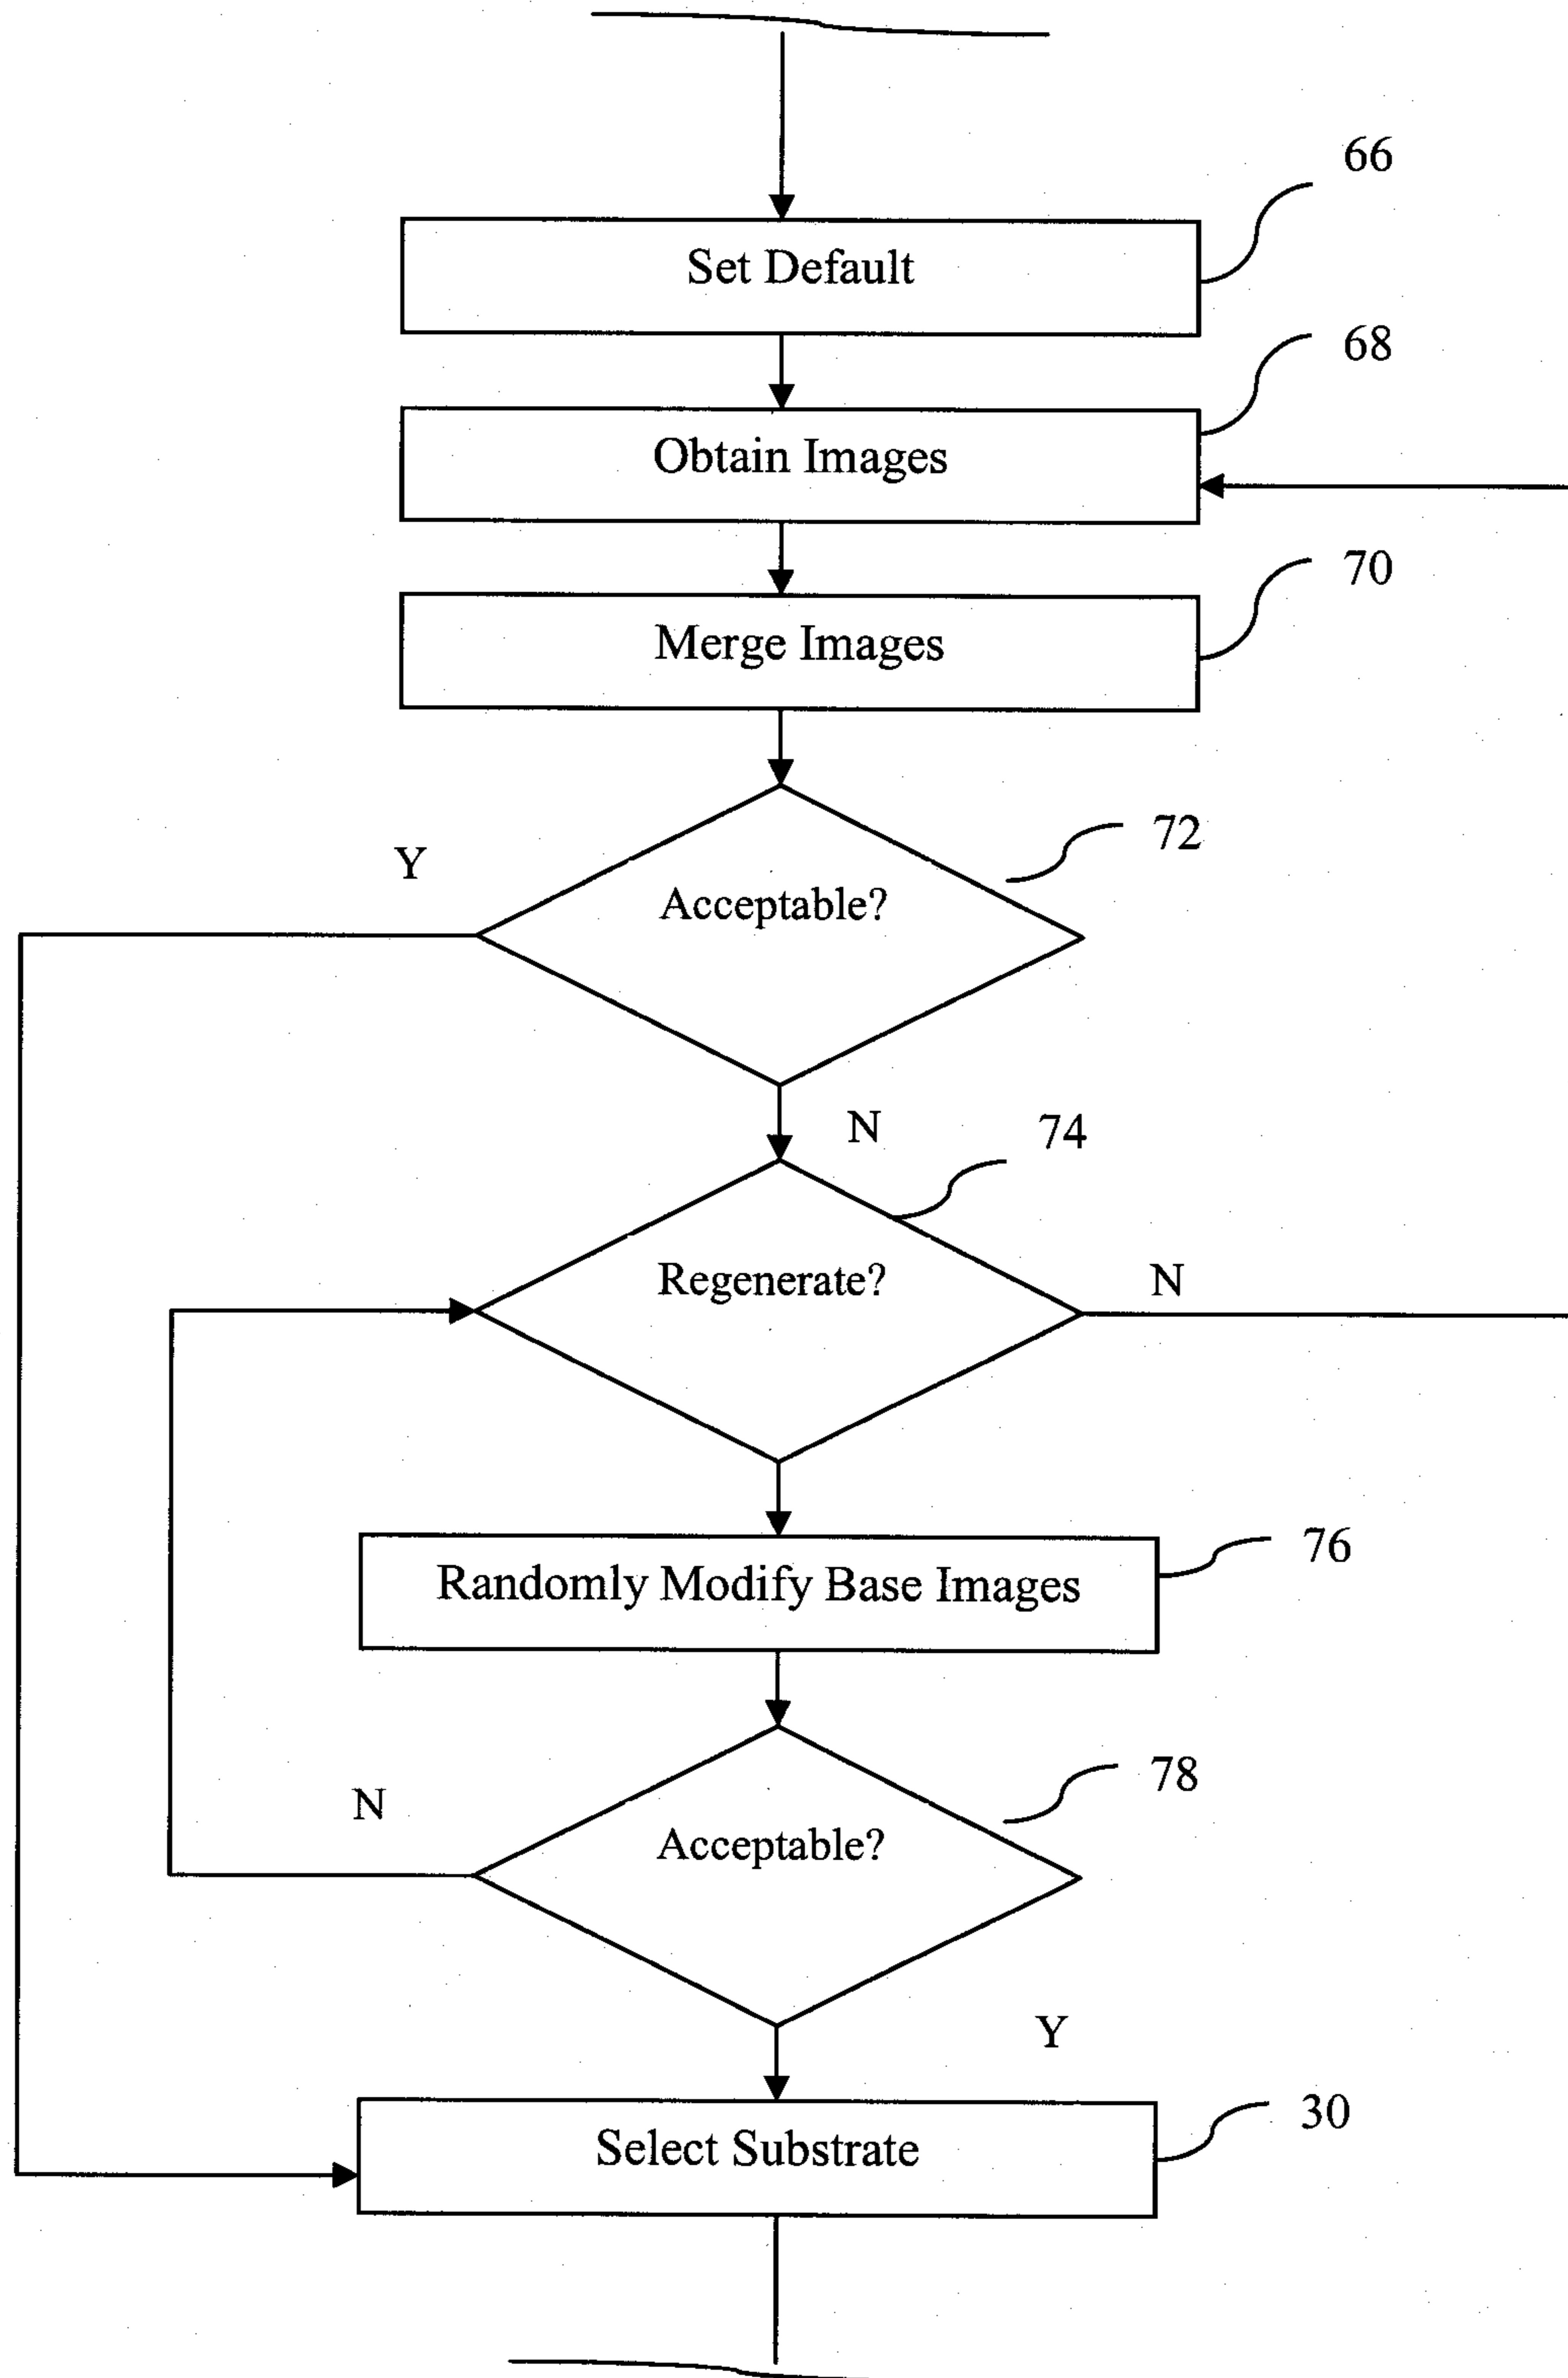 66
Set Default
68
Obtain Images
70
Merge Images
72
Y
Acceptable?
N
74
Regenerate?
N
76
Randomly Modify Base Images
78
N
Acceptable?
Y
30
Select Substrate